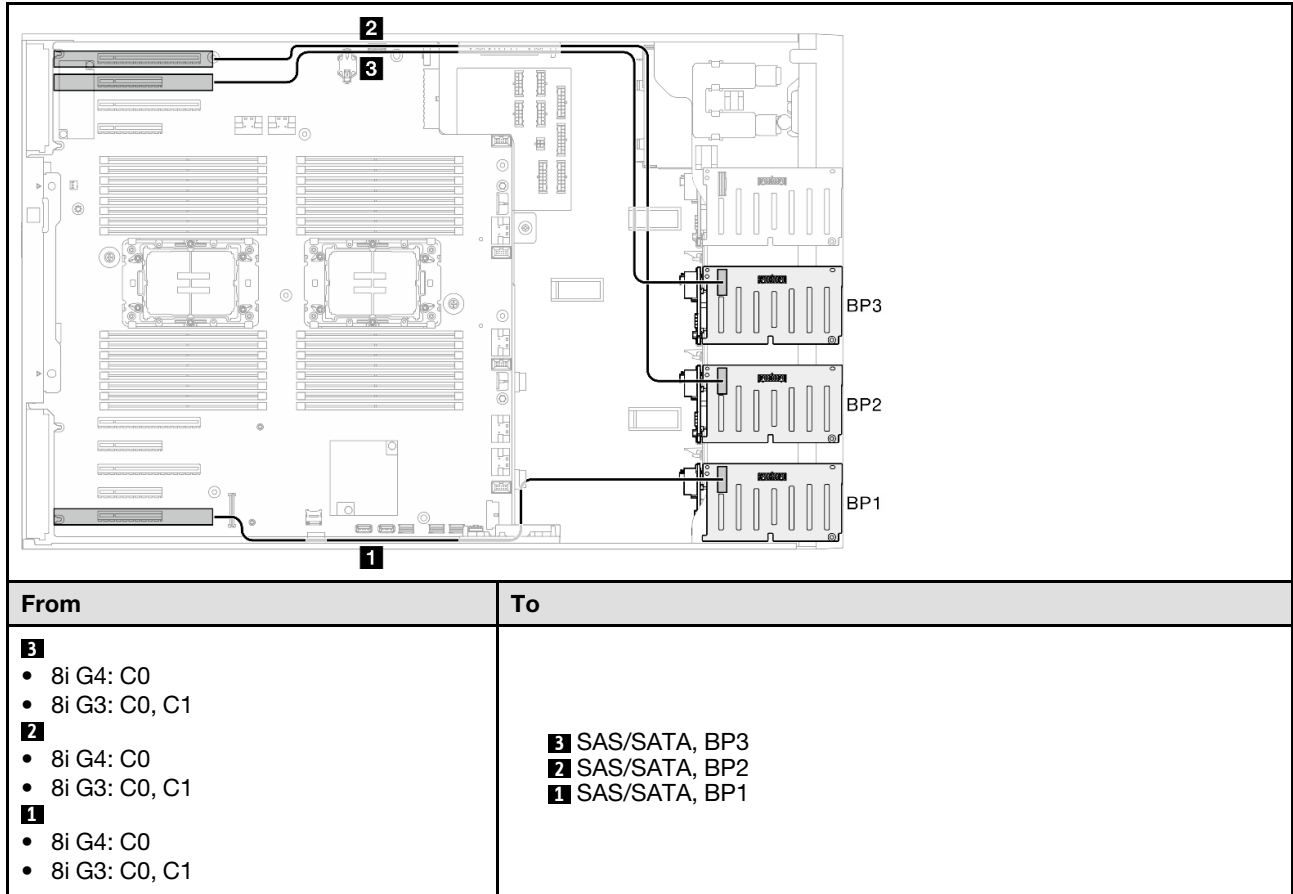 2
3
BP3
BP2
BP1
1
From
To
3
• 8i G4: C0
• 8i G3: C0, C1
2
• 8i G4: C0
• 8i G3: C0, C1
1
• 8i G4: C0
• 8i G3: C0, C1
3 SAS/SATA, BP3
2 SAS/SATA, BP2
1 SAS/SATA, BP1